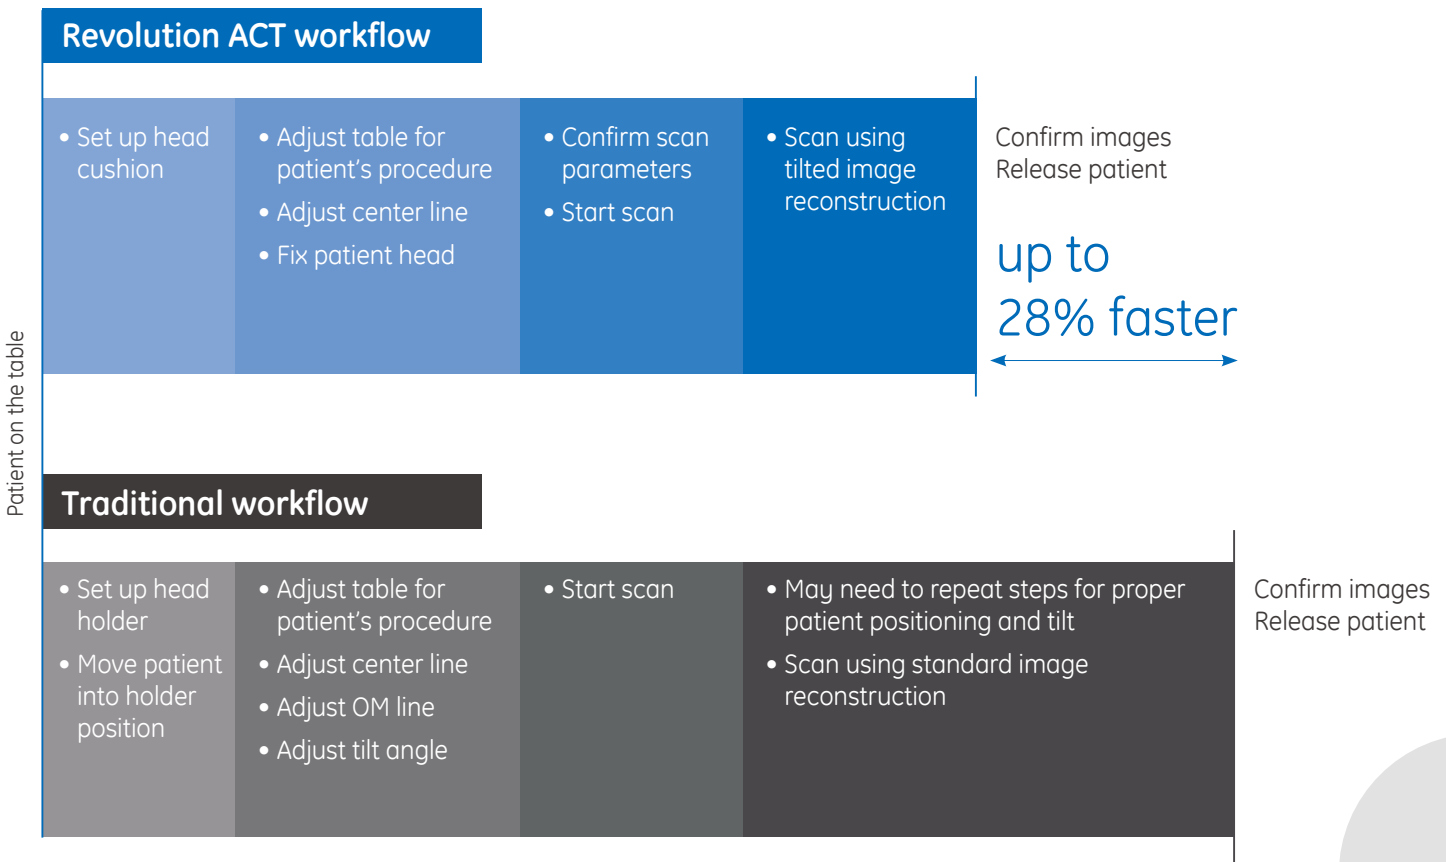 Revolution ACT workflow
• Set up head
cushion
• Adjust table for
patient's procedure
• Adjust center line
• Fix patient head
• Confirm scan
parameters
• Start scan
• Scan using
tilted image
reconstruction
Confirm images
Release patient
up to
28% faster
Patient on the table
Traditional workflow
• Set up head
holder
• Move patient
into holder
position
• Adjust table for
patient's procedure
• Adjust center line
• Adjust OM line
• Adjust tilt angle
• Start scan
• May need to repeat steps for proper
patient positioning and tilt
• Scan using standard image
reconstruction
Confirm images
Release patient